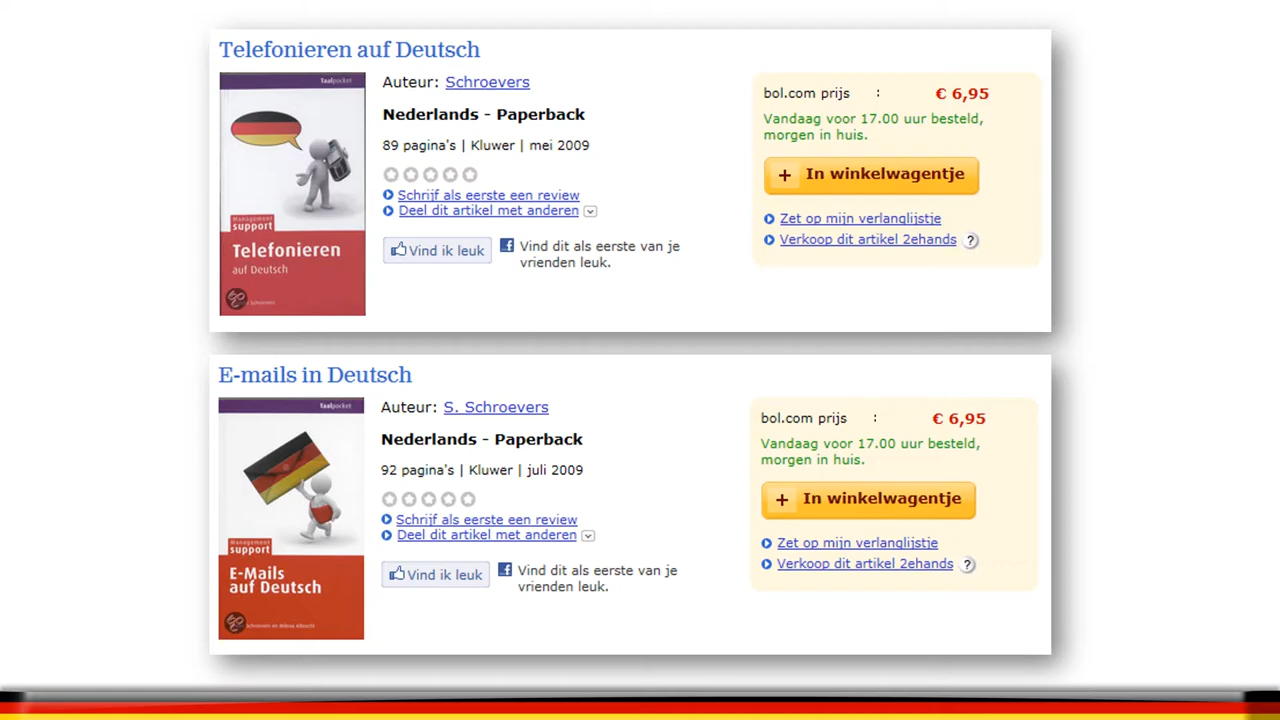 Telefonieren auf Deutsch
Taalpocket
Management
support
Telefonieren
auf Deutsch
Schroevers
Auteur: Schroevers
Nederlands - Paperback
89 pagina's | Kluwer | mei 2009
Schrijf als eerste een review
Deel dit artikel met anderen
Vind ik leuk
Vind dit als eerste van je
vrienden leuk.
bol.com prijs : € 6,95
Vandaag voor 17.00 uur besteld,
morgen in huis.
+ In winkelwagentje
Zet op mijn verlanglijstje
Verkoop dit artikel 2ehands ?
E-mails in Deutsch
Taalpocket
Management
support
E-Mails
auf Deutsch
Schroevers en Milena Albrecht
Auteur: S. Schroevers
Nederlands - Paperback
92 pagina's | Kluwer | juli 2009
Schrijf als eerste een review
Deel dit artikel met anderen
Vind ik leuk
Vind dit als eerste van je
vrienden leuk.
bol.com prijs : € 6,95
Vandaag voor 17.00 uur besteld,
morgen in huis.
+ In winkelwagentje
Zet op mijn verlanglijstje
Verkoop dit artikel 2ehands ?